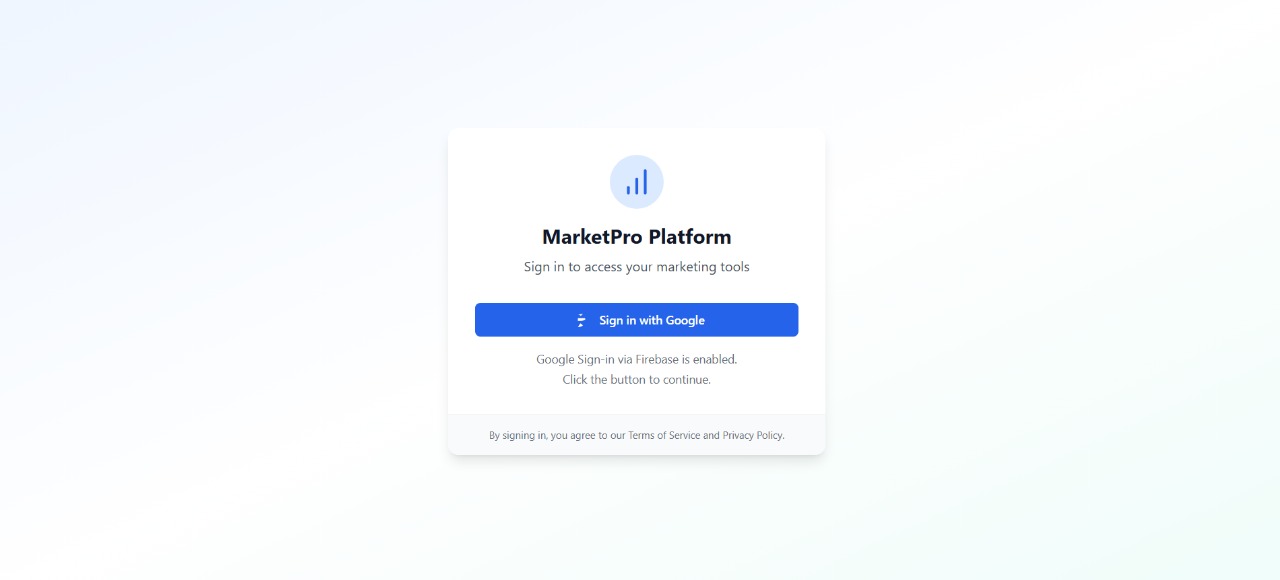 MarketPro Platform
Sign in to access your marketing tools
Sign in with Google
Google Sign-in via Firebase is enabled.
Click the button to continue.
By signing in, you agree to our Terms of Service and Privacy Policy.